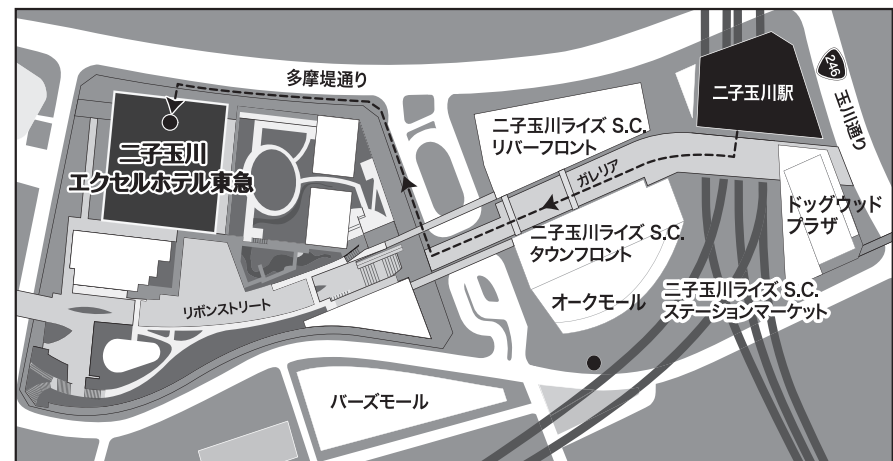 多摩堤通り
246
玉川通り
二子玉川駅
二子玉川ライズ S.C.
リバーフロント
ガレリア
二子玉川
エクセルホテル東急
ドッグウッド
プラザ
二子玉川ライズ S.C.
タウンフロント
オークモール
二子玉川ライズ S.C.
ステーションマーケット
リボンストリート
バーズモール